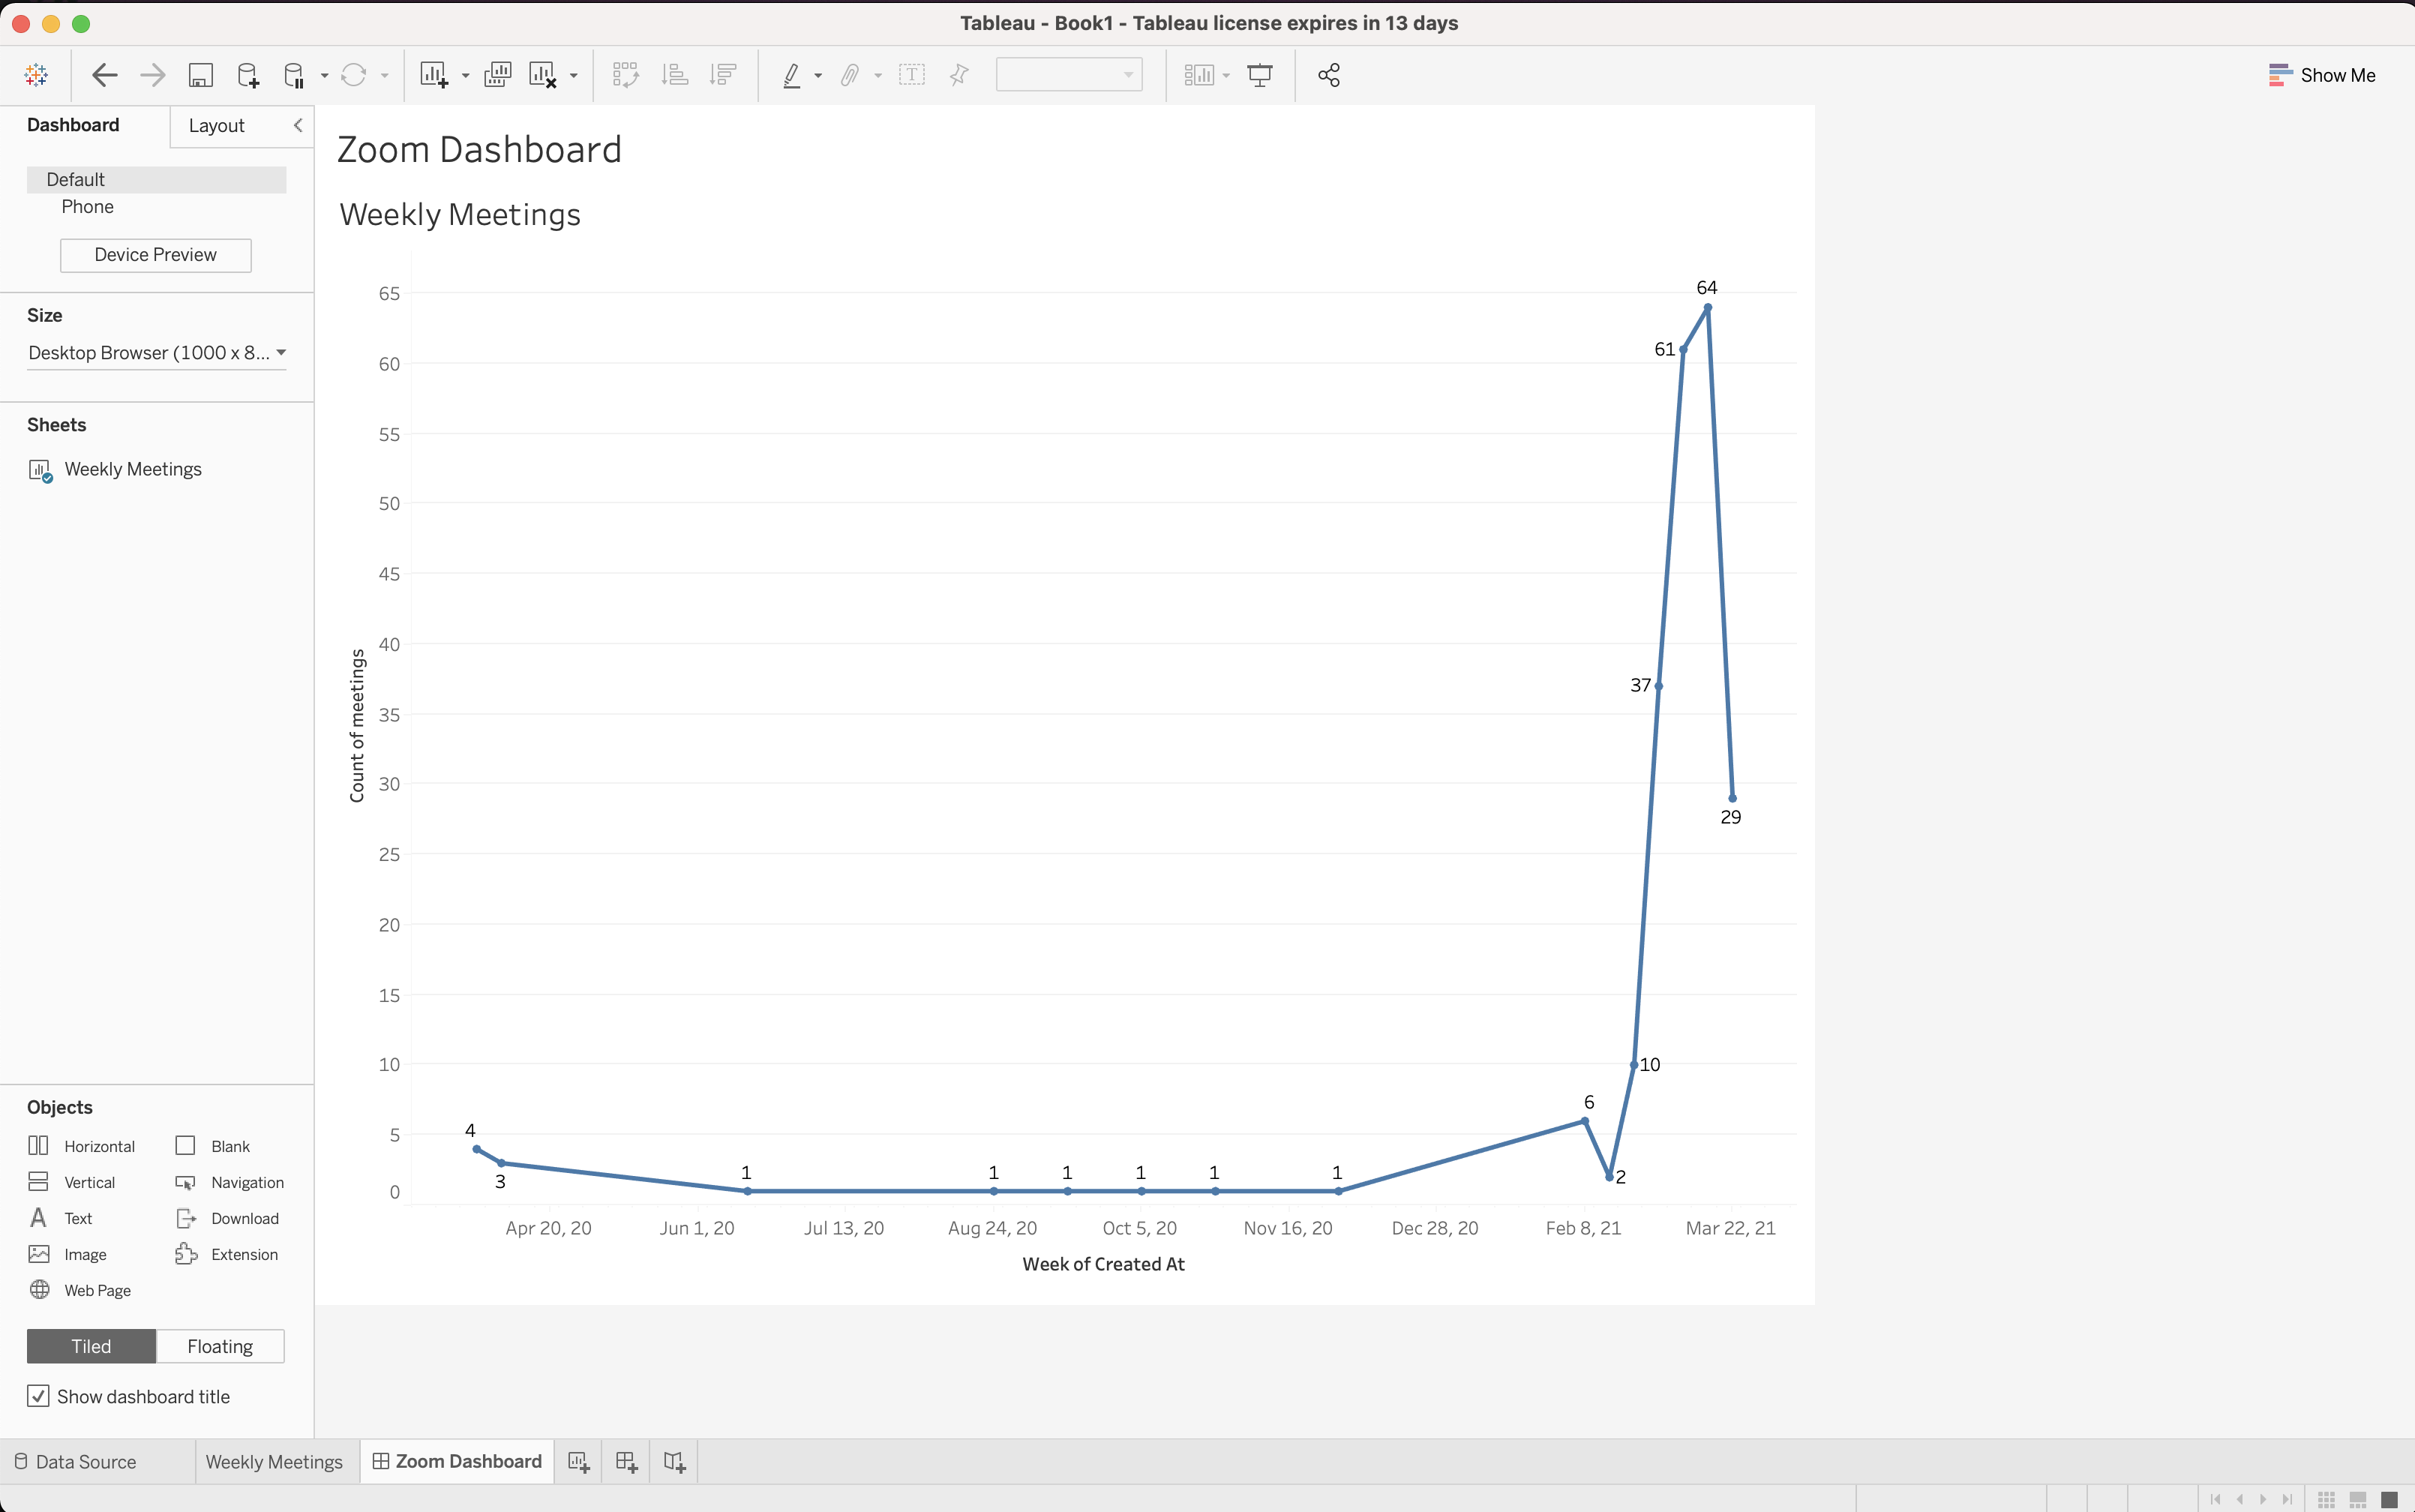 Tableau - Book1 - Tableau license expires in 13 days
Show Me
Dashboard
Layout
Default
Phone
Device Preview
Size
Desktop Browser (1000 x 8...
Sheets
Weekly Meetings
Objects
Horizontal
Blank
Vertical
Navigation
Text
Download
Image
Extension
Web Page
Tiled
Floating
Show dashboard title
Zoom Dashboard
Weekly Meetings
Count of meetings
65
60
55
50
45
40
35
30
25
20
15
10
5
0
4
3
1
1
1
1
1
1
6
2
10
37
61
64
29
Apr 20, 20
Jun 1, 20
Jul 13, 20
Aug 24, 20
Oct 5, 20
Nov 16, 20
Dec 28, 20
Feb 8, 21
Mar 22, 21
Week of Created At
Data Source
Weekly Meetings
Zoom Dashboard